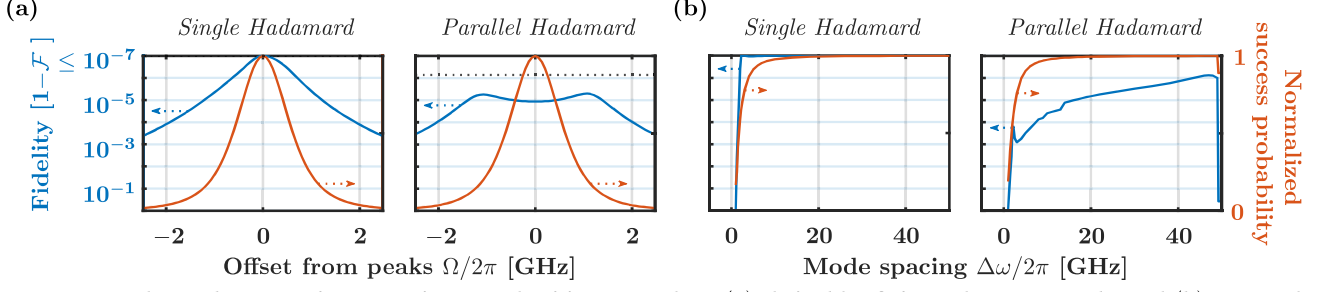 (a)
Single Hadamard
Parallel Hadamard
Fidelity [1−ℱ ≤]
10⁻⁷
10⁻⁵
10⁻³
10⁻¹
−2 0 2
−2 0 2
Offset from peaks Ω/2π [GHz]
(b)
Single Hadamard
Parallel Hadamard
0 20 40
0 20 40
Mode spacing Δω/2π [GHz]
1
0
Normalized
success probability